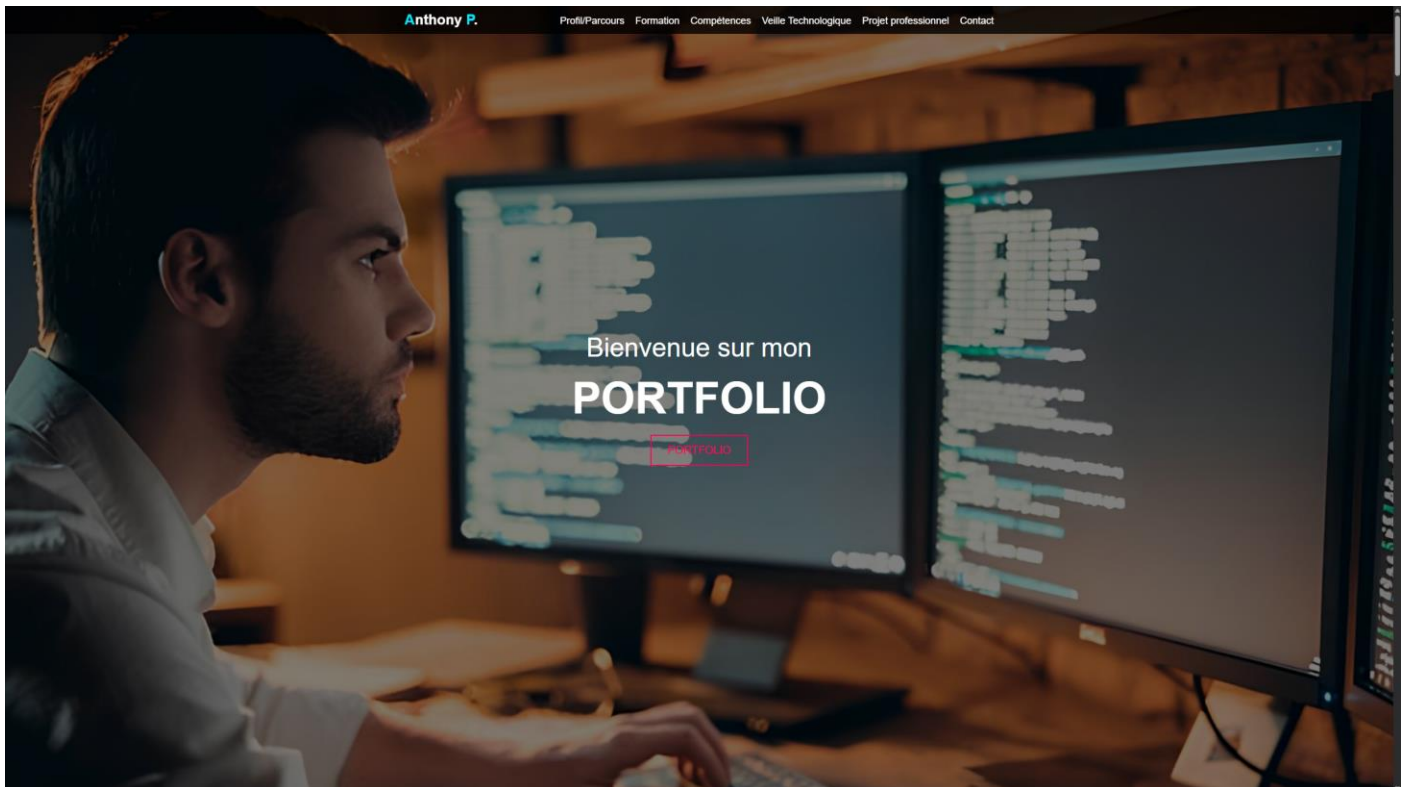 Anthony P.
Profil/Parcours Formation Compétences Veille Technologique Projet professionnel Contact
Bienvenue sur mon
PORTFOLIO
PORTFOLIO